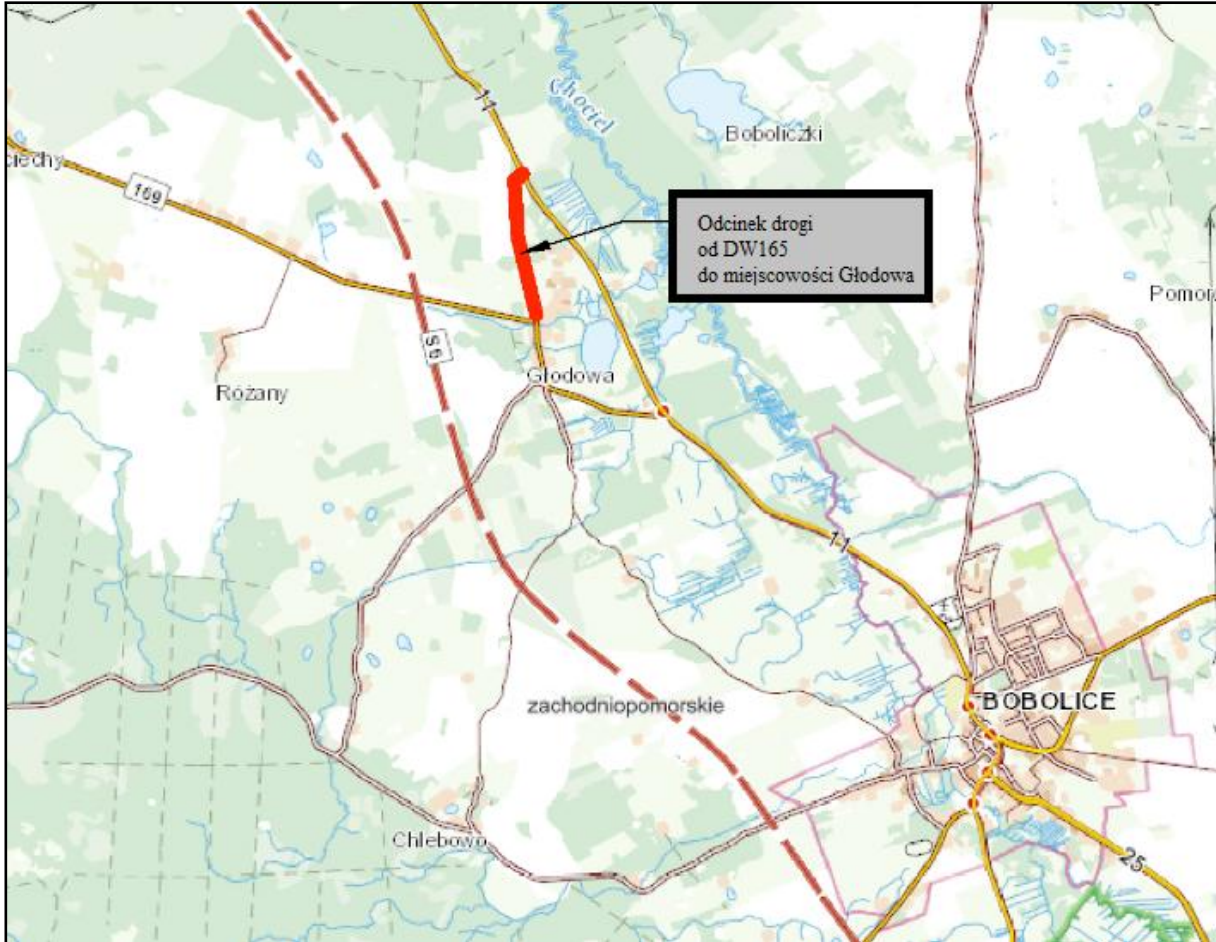 11
Chociel
Boboliczki
ciechy
169
Odcinek drogi
od DW165
do miejscowości Głodowa
Pomorz
S6
Różany
Głodowa
11
BOBOLICE
zachodniopomorskie
Chlebowo
25